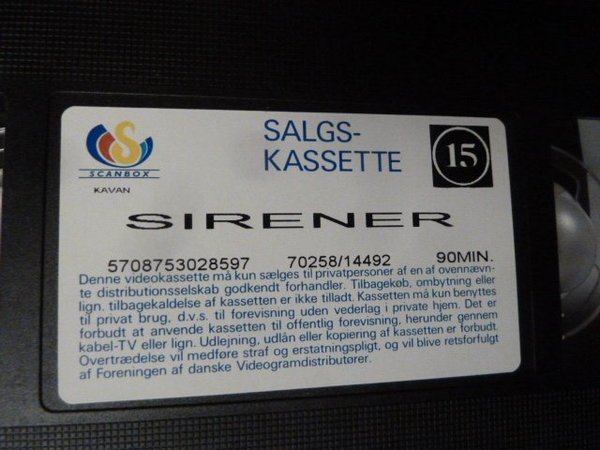 SALGS-
KASSETTE
15
S
SCANBOX
KAVAN
SIRENER
5708753028597 70258/14492 90MIN.
Denne videokassette må kun sælges til privatpersoner af en af ovennævn-
te distributionsselskab godkendt forhandler. Tilbagekøb, ombytning eller
lign. tilbagekaldelse af kassetten er ikke tilladt. Kassetten må kun benyttes
til privat brug, d.v.s. til forevisning uden vederlag i private hjem. Det er
forbudt at anvende kassetten til offentlig forevisning, herunder gennem
kabel-TV eller lign. Udlejning, udlån eller kopiering af kassetten er forbudt.
Overtrædelse vil medføre straf og erstatningspligt, og vil blive retsforfulgt
af Foreningen af danske Videogramdistributører.